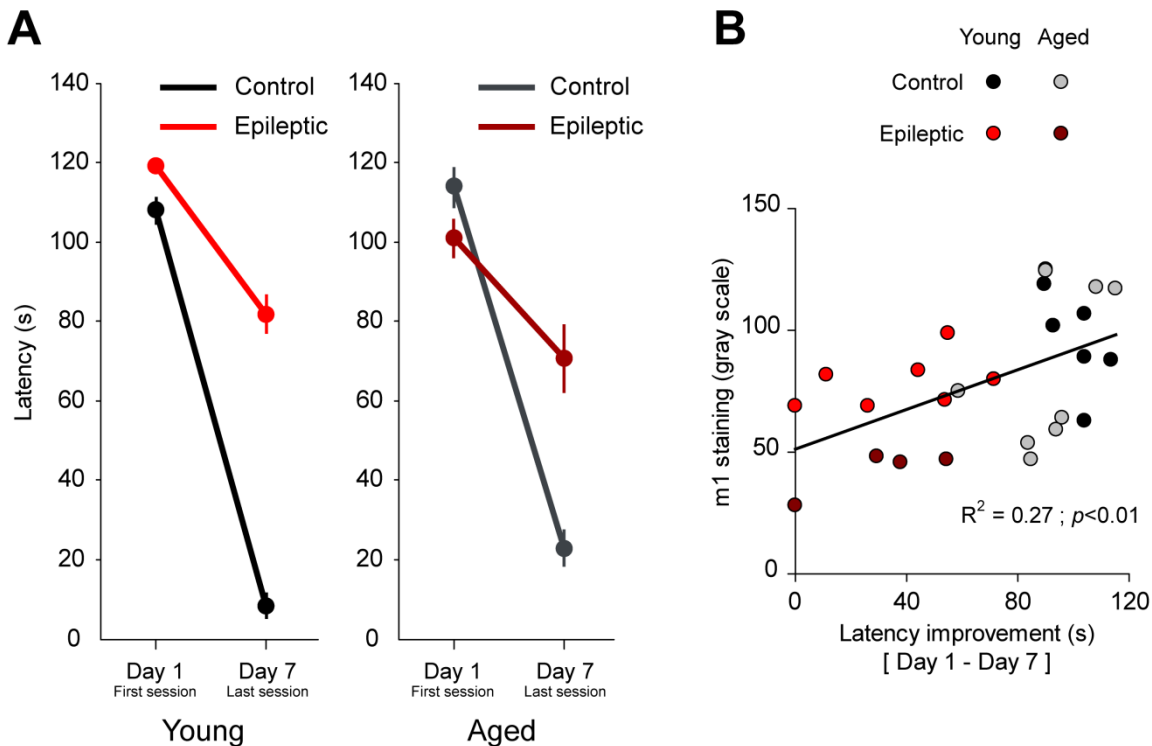 A
Control
Epileptic
Latency (s)
140
120
100
80
60
40
20
0
Day 1
First session
Day 7
Last session
Young
Control
Epileptic
140
120
100
80
60
40
20
0
Day 1
First session
Day 7
Last session
Aged
B
Young Aged
Control
Epileptic
m1 staining (gray scale)
150
100
50
0
R² = 0.27 ; p<0.01
0 40 80 120
Latency improvement (s)
[ Day 1 - Day 7 ]